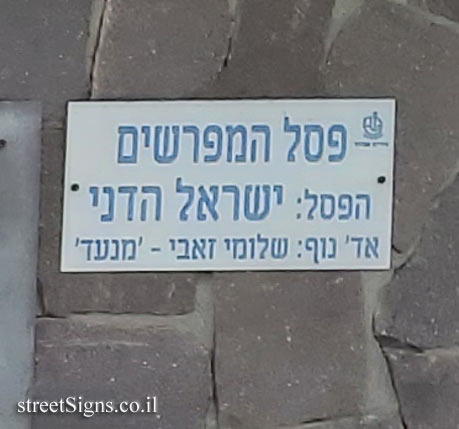 פסל המפרשים
הפסל: ישראל הדני
אד' נוף: שלומי זאבי - 'מנעד'
streetSigns.co.il